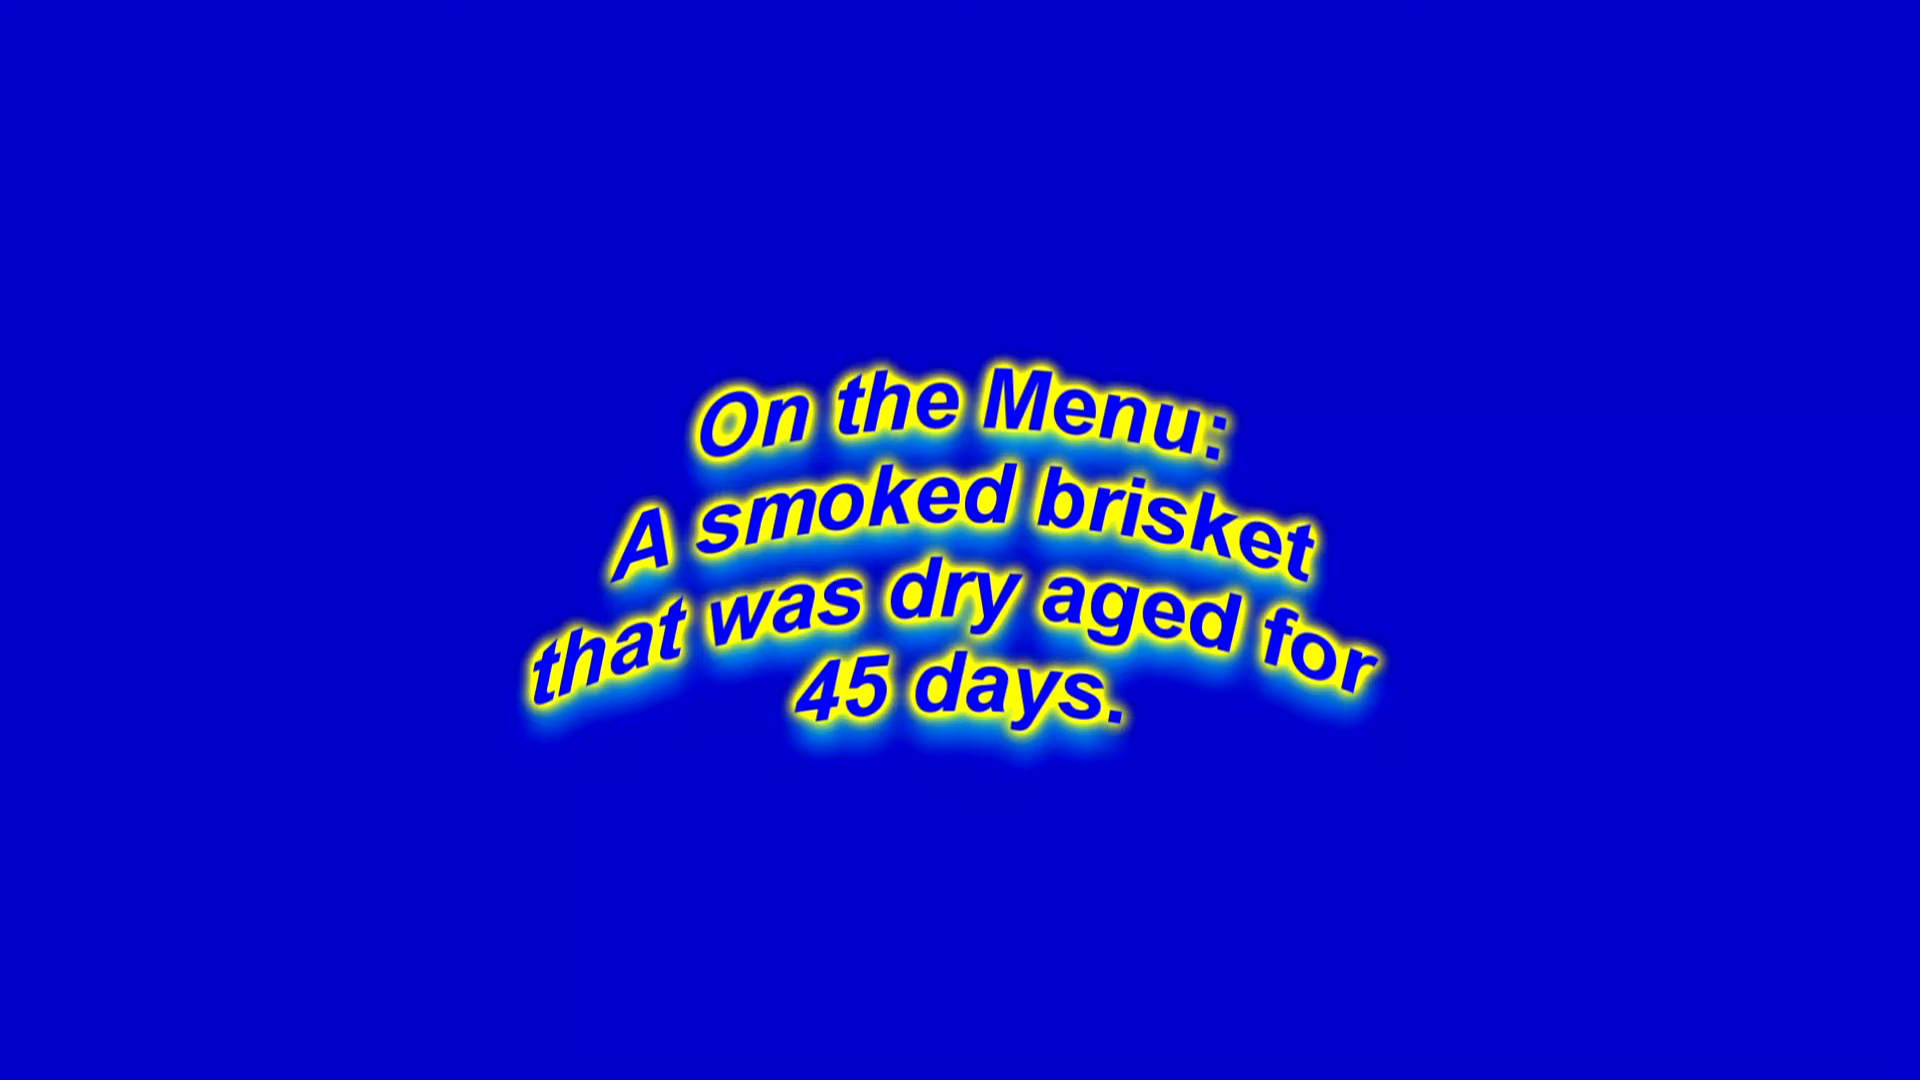 On the Menu:
A smoked brisket
that was dry aged for
45 days.